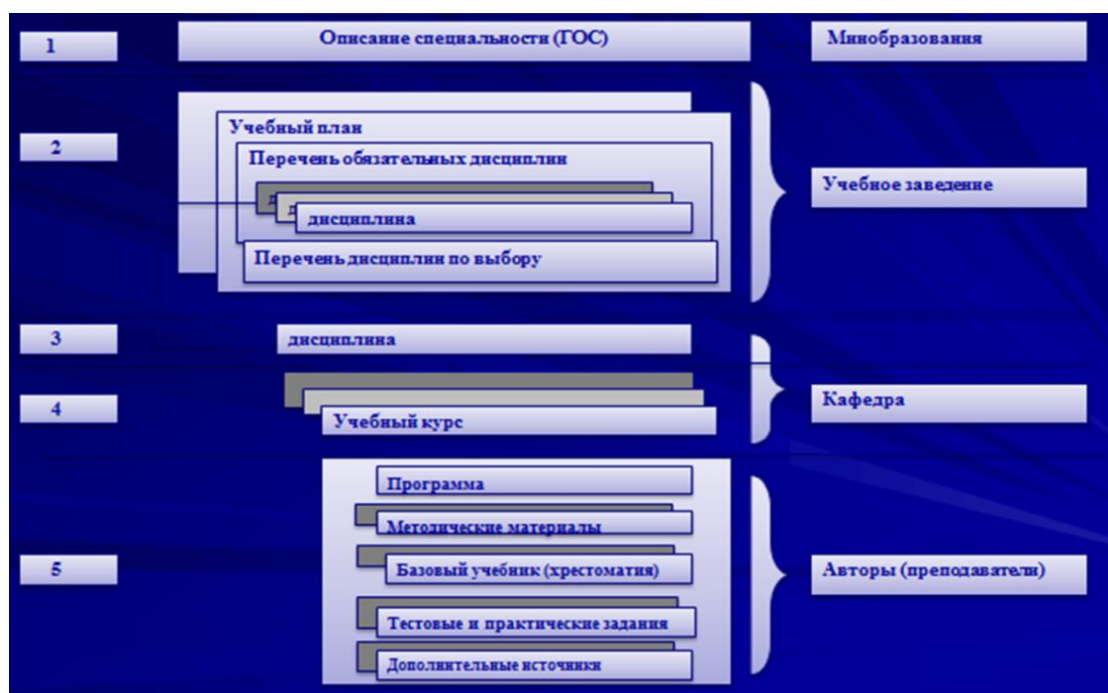 1
Описание специальности (ГОС)
Минобразования
2
Учебный план
Перечень обязательных дисциплин
дисциплина
Перечень дисциплин по выбору
Учебное заведение
3
дисциплина
4
Учебный курс
Кафедра
5
Программа
Методические материалы
Базовый учебник (хрестоматия)
Тестовые и практические задания
Дополнительные источники
Авторы (преподаватели)